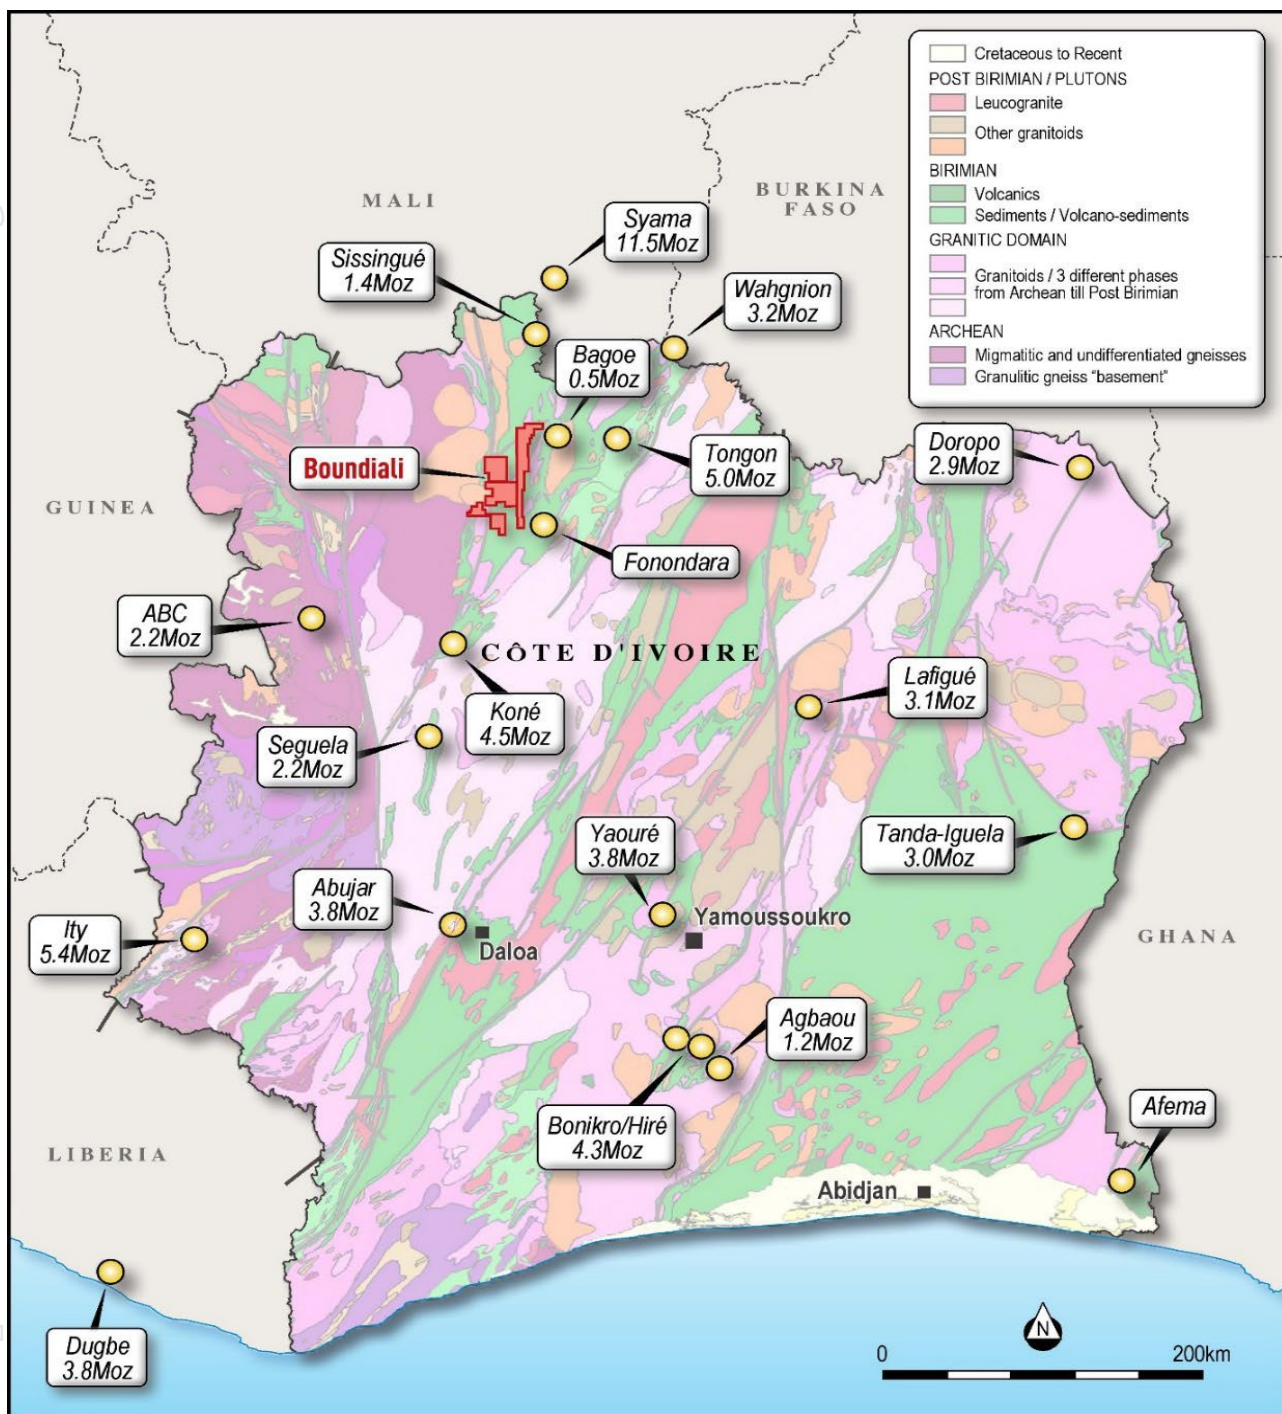 Cretaceous to Recent
POST BIRIMIAN / PLUTONS
Leucogranite
Other granitoids
BIRIMIAN
Volcanics
Sediments / Volcano-sediments
GRANITIC DOMAIN
Granitoids / 3 different phases
from Archean till Post Birimian
ARCHEAN
Migmatitic and undifferentiated gneisses
Granulitic gneiss “basement”
MALI
BURKINA
FASO
Syama
11.5Moz
Sissingué
1.4Moz
Wahgnion
3.2Moz
Bagoe
0.5Moz
Boundiali
Tongon
5.0Moz
Doropo
2.9Moz
GUINEA
Fonondara
ABC
2.2Moz
CÔTE D'IVOIRE
Koné
4.5Moz
Lafigué
3.1Moz
Seguela
2.2Moz
Yaouré
3.8Moz
Tanda-Iguela
3.0Moz
Abujar
3.8Moz
Ity
5.4Moz
Daloa
Yamoussoukro
GHANA
Agbaou
1.2Moz
Bonikro/Hiré
4.3Moz
Afema
LIBERIA
Abidjan
Dugbe
3.8Moz
N
0
200km